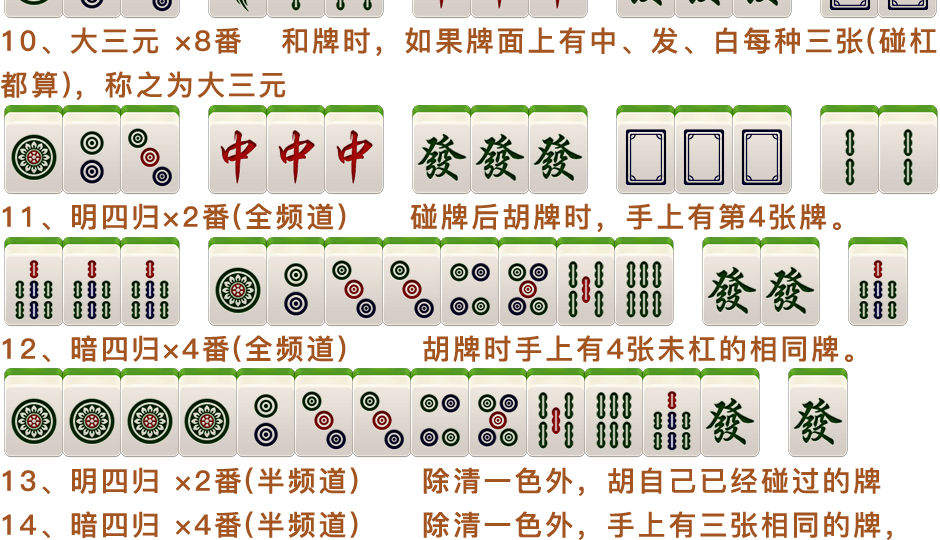 10、大三元 ×8番 和牌时，如果牌面上有中、发、白每种三张(碰杠
都算)，称之为大三元
中 中 中 發 發 發
11、明四归×2番(全频道) 碰牌后胡牌时，手上有第4张牌。
發 發
12、暗四归×4番(全频道) 胡牌时手上有4张未杠的相同牌。
發 發
13、明四归 ×2番(半频道) 除清一色外，胡自己已经碰过的牌
14、暗四归 ×4番(半频道) 除清一色外，手上有三张相同的牌，